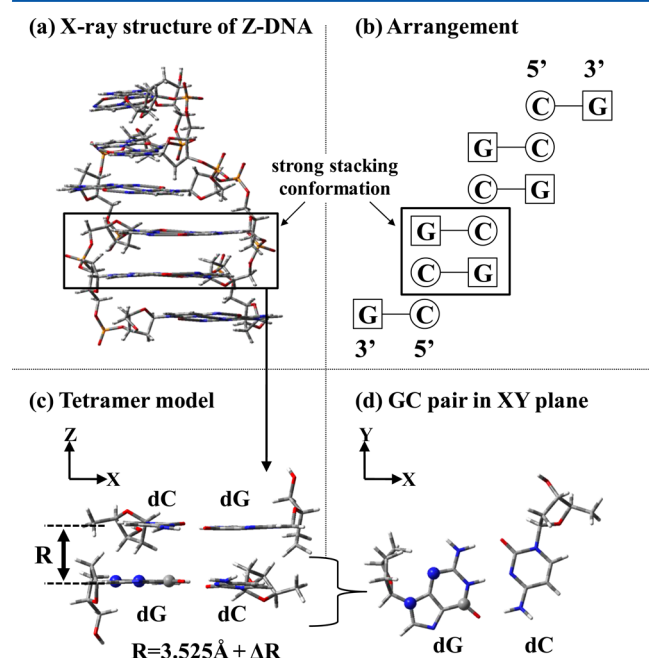 (a) X-ray structure of Z-DNA
(b) Arrangement
5’ 3’
C G
G C
strong stacking
conformation
C G
G C
C G
G C
3’ 5’
(c) Tetramer model
(d) GC pair in XY plane
Z
X
dC dG
R
dG dC
R=3.525Å + ΔR
Y
X
dG dC